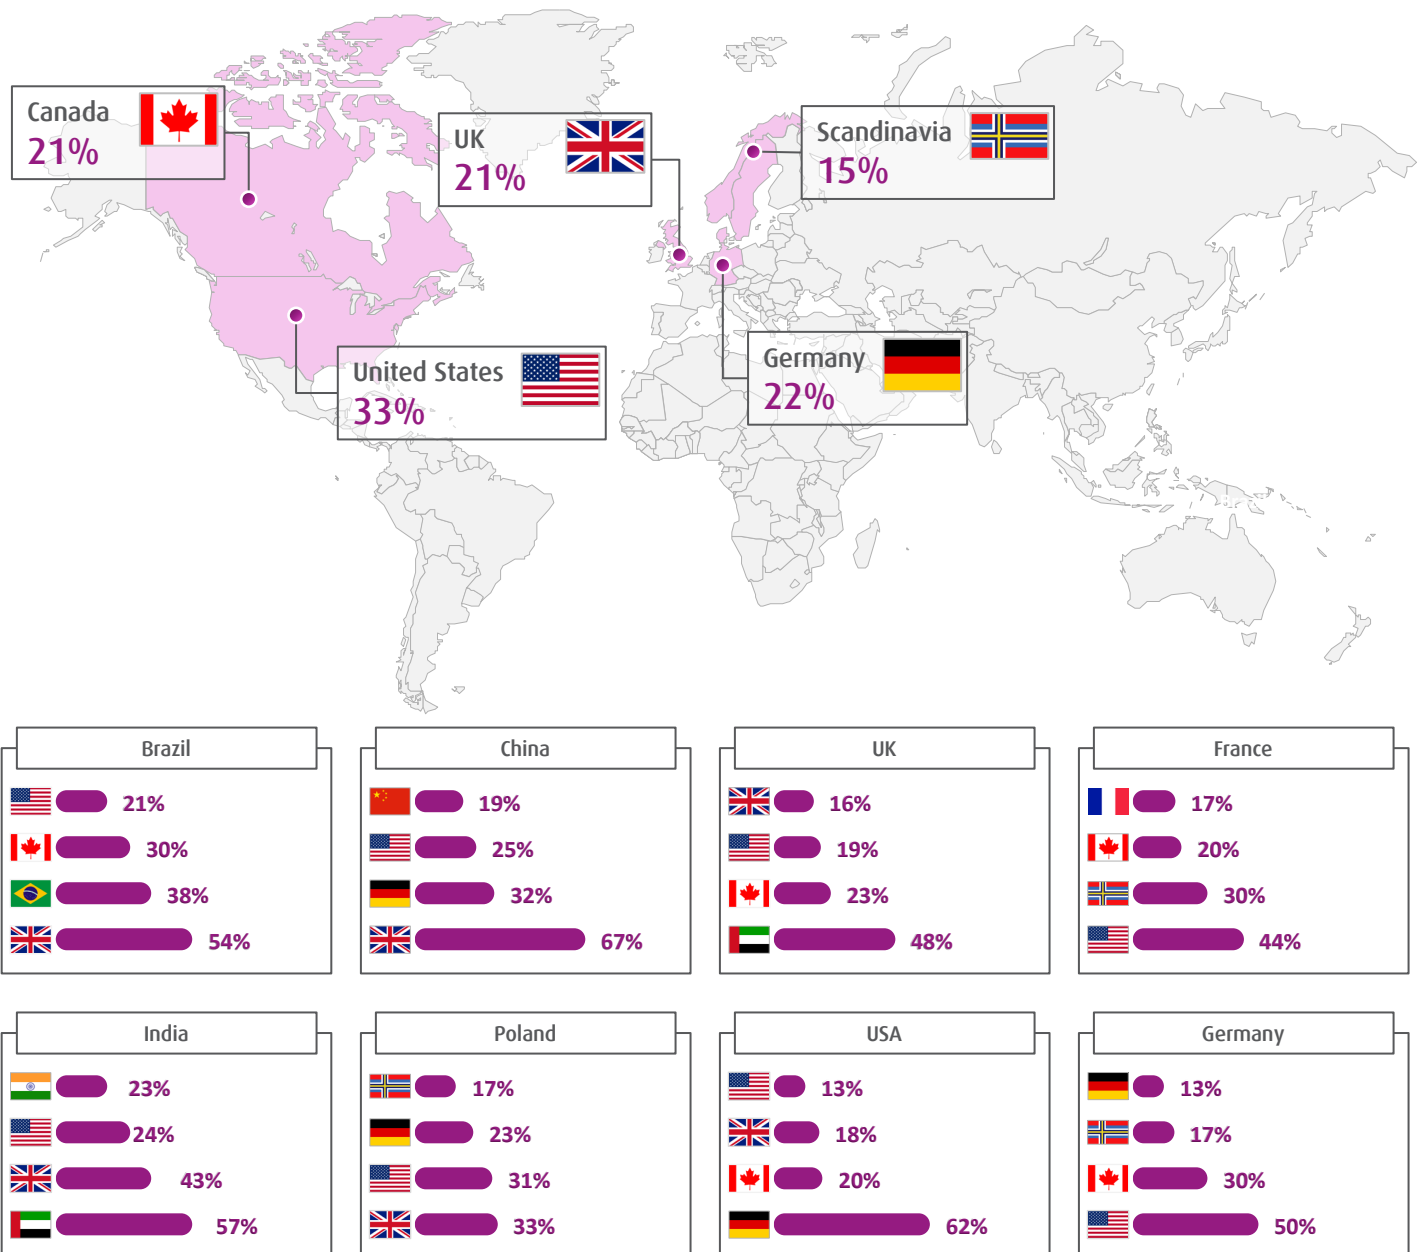 Canada
21%
UK
21%
Scandinavia
15%
United States
33%
Germany
22%
Brazil
21%
30%
38%
54%
China
19%
25%
32%
67%
UK
16%
19%
23%
48%
France
17%
20%
30%
44%
India
23%
24%
43%
57%
Poland
17%
23%
31%
33%
USA
13%
18%
20%
62%
Germany
13%
17%
30%
50%